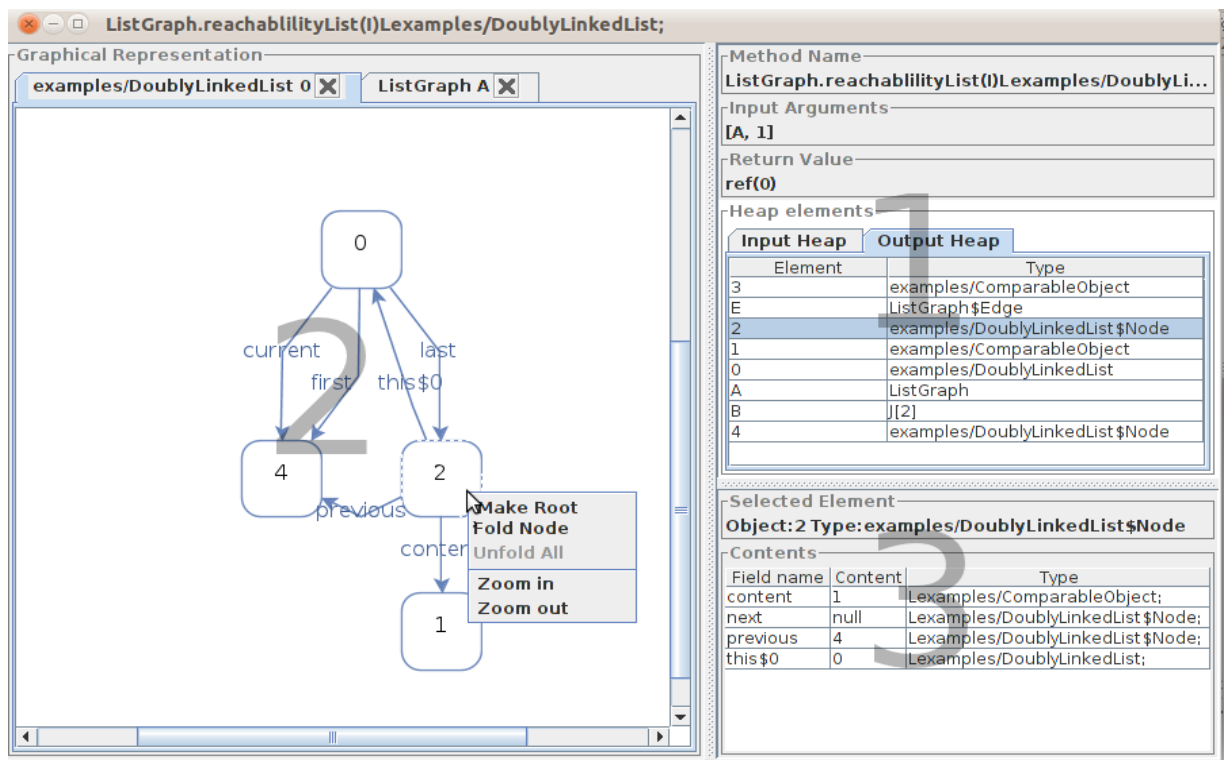 ListGraph.reachablilityList(I)Lexamples/DoublyLinkedList;
Graphical Representation
examples/DoublyLinkedList 0
ListGraph A
0
current
last
first
this$0
4
2
previous
conten
1
2
Make Root
Fold Node
Unfold All
Zoom in
Zoom out
Method Name
ListGraph.reachablilityList(I)Lexamples/DoublyLi...
Input Arguments
[A, 1]
Return Value
ref(0)
Heap elements
1
Input Heap Output Heap
Element Type
3 examples/ComparableObject
E ListGraph$Edge
2 examples/DoublyLinkedList$Node
1 examples/ComparableObject
0 examples/DoublyLinkedList
A ListGraph
B J[2]
4 examples/DoublyLinkedList$Node
Selected Element
Object:2 Type:examples/DoublyLinkedList$Node
Contents
3
Field name Content Type
content 1 Lexamples/ComparableObject;
next null Lexamples/DoublyLinkedList$Node;
previous 4 Lexamples/DoublyLinkedList$Node;
this$0 0 Lexamples/DoublyLinkedList;